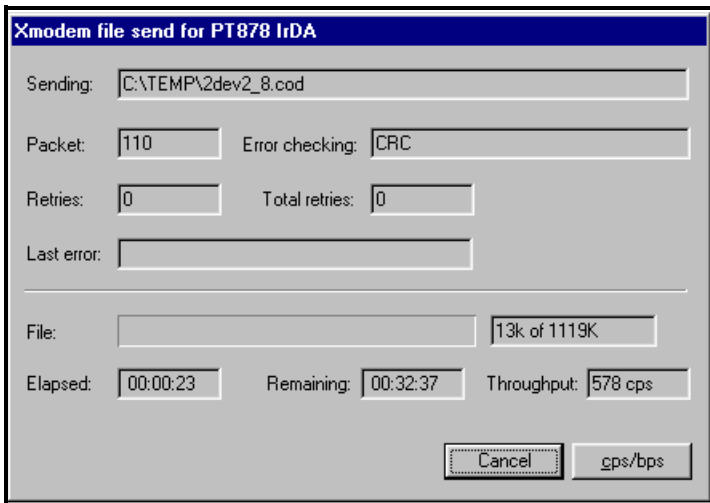 Xmodem file send for PT878 IrDA
Sending: C:\TEMP\2dev2_8.cod
Packet: 110 Error checking: CRC
Retries: 0 Total retries: 0
Last error:
File: 13k of 1119K
Elapsed: 00:00:23 Remaining: 00:32:37 Throughput: 578 cps
Cancel cps/bps